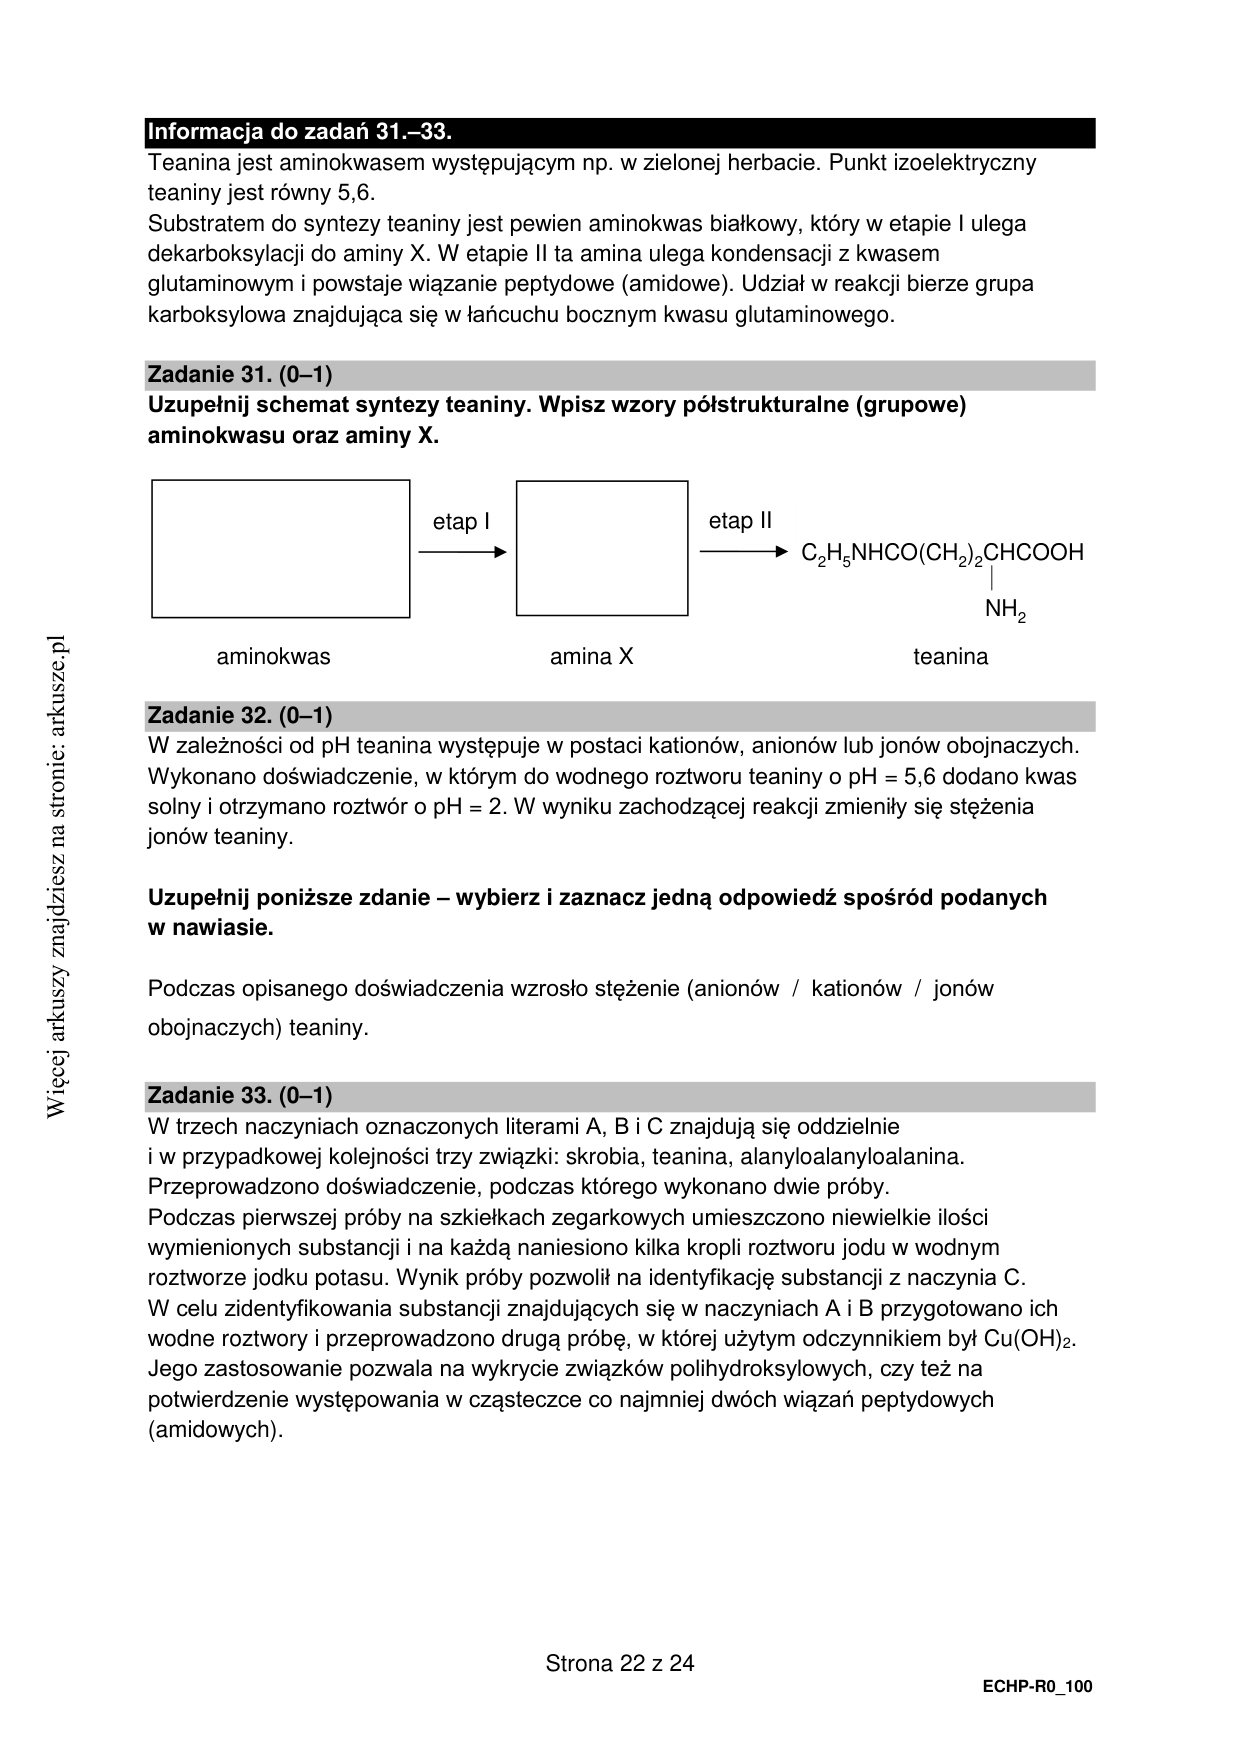 Informacja do zadań 31.–33.
Teanina jest aminokwasem występującym np. w zielonej herbacie. Punkt izoelektryczny
teaniny jest równy 5,6.
Substratem do syntezy teaniny jest pewien aminokwas białkowy, który w etapie I ulega
dekarboksylacji do aminy X. W etapie II ta amina ulega kondensacji z kwasem
glutaminowym i powstaje wiązanie peptydowe (amidowe). Udział w reakcji bierze grupa
karboksylowa znajdująca się w łańcuchu bocznym kwasu glutaminowego.
Zadanie 31. (0–1)
Uzupełnij schemat syntezy teaniny. Wpisz wzory półstrukturalne (grupowe)
aminokwasu oraz aminy X.
etap I
etap II
C₂H₅NHCO(CH₂)₂CHCOOH
NH₂
aminokwas
amina X
teanina
Zadanie 32. (0–1)
W zależności od pH teanina występuje w postaci kationów, anionów lub jonów obojnaczych.
Wykonano doświadczenie, w którym do wodnego roztworu teaniny o pH = 5,6 dodano kwas
solny i otrzymano roztwór o pH = 2. W wyniku zachodzącej reakcji zmieniły się stężenia
jonów teaniny.
Uzupełnij poniższe zdanie – wybierz i zaznacz jedną odpowiedź spośród podanych
w nawiasie.
Podczas opisanego doświadczenia wzrosło stężenie (anionów / kationów / jonów
obojnaczych) teaniny.
Zadanie 33. (0–1)
W trzech naczyniach oznaczonych literami A, B i C znajdują się oddzielnie
i w przypadkowej kolejności trzy związki: skrobia, teanina, alanyloalanyloalanina.
Przeprowadzono doświadczenie, podczas którego wykonano dwie próby.
Podczas pierwszej próby na szkiełkach zegarkowych umieszczono niewielkie ilości
wymienionych substancji i na każdą naniesiono kilka kropli roztworu jodu w wodnym
roztworze jodku potasu. Wynik próby pozwolił na identyfikację substancji z naczynia C.
W celu zidentyfikowania substancji znajdujących się w naczyniach A i B przygotowano ich
wodne roztwory i przeprowadzono drugą próbę, w której użytym odczynnikiem był Cu(OH)₂.
Jego zastosowanie pozwala na wykrycie związków polihydroksylowych, czy też na
potwierdzenie występowania w cząsteczce co najmniej dwóch wiązań peptydowych
(amidowych).
Strona 22 z 24
ECHP-R0_100
Więcej arkuszy znajdziesz na stronie: arkusze.pl